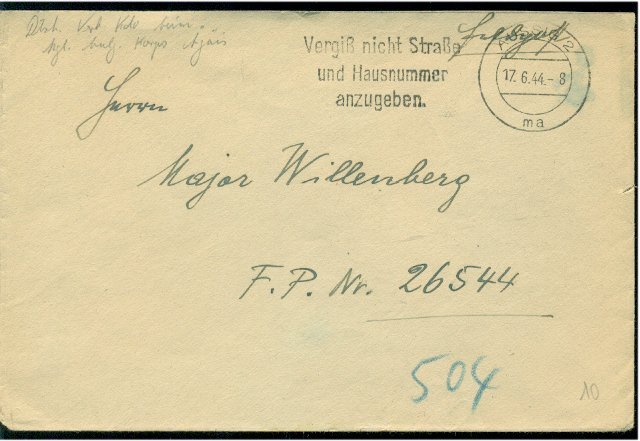 Vergiß nicht Straße
und Hausnummer
anzugeben.
Feldpost
2
17.6.44.-8
ma
Herrn
Major Willenberg
F.P. Nr. 26544
504
10